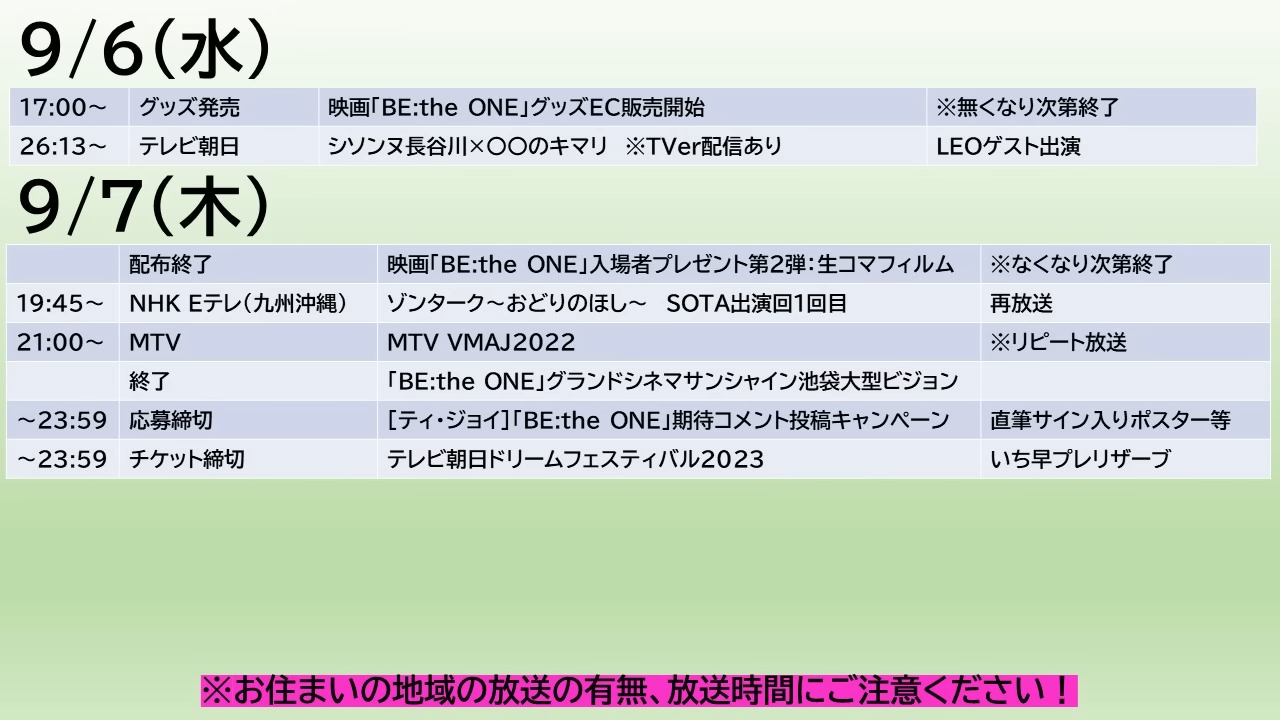 9/6(水)
17:00～ グッズ発売 映画「BE:the ONE」グッズEC販売開始 ※無くなり次第終了
26:13～ テレビ朝日 シソンヌ長谷川×〇〇のキマリ ※TVer配信あり LEOゲスト出演
9/7(木)
配布終了 映画「BE:the ONE」入場者プレゼント第2弾：生コマフィルム ※なくなり次第終了
19:45～ NHK Eテレ(九州沖縄) ゾンターク～おどりのほし～ SOTA出演回1回目 再放送
21:00～ MTV MTV VMAJ2022 ※リピート放送
終了 「BE:the ONE」グランドシネマサンシャイン池袋大型ビジョン
～23:59 応募締切 [ティ・ジョイ]「BE:the ONE」期待コメント投稿キャンペーン 直筆サイン入りポスター等
～23:59 チケット締切 テレビ朝日ドリームフェスティバル2023 いち早プレリザーブ
※お住まいの地域の放送の有無、放送時間にご注意ください！